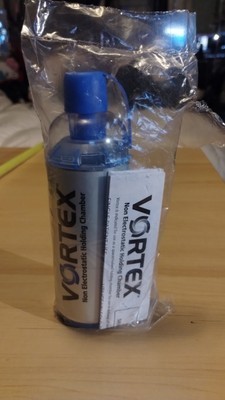 VORTEX
Non Electrostatic Holding Chamber
VORTEX
Non Electrostatic Holding Chamber